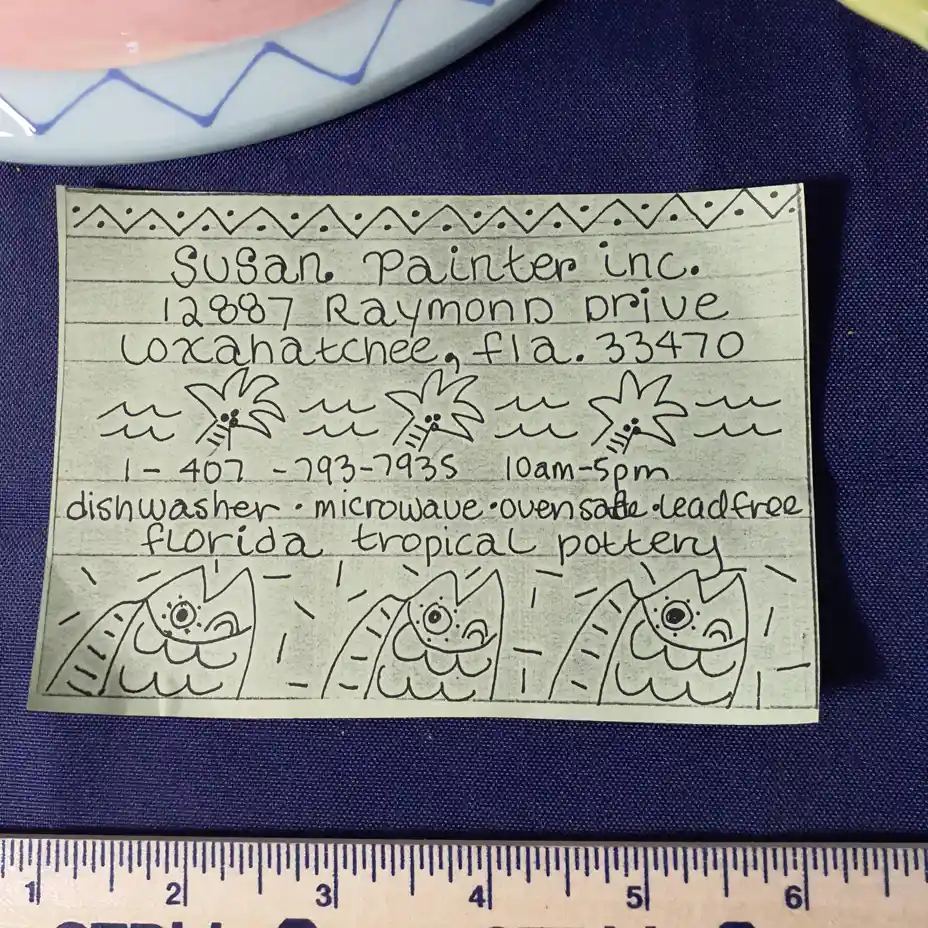 Susan Painter inc.
12887 Raymond Drive
Loxahatchee, fla. 33470
1-407-793-7935 10am-5pm
dishwasher · microwave · ovensafe · leadfree
florida tropical pottery
1 2 3 4 5 6